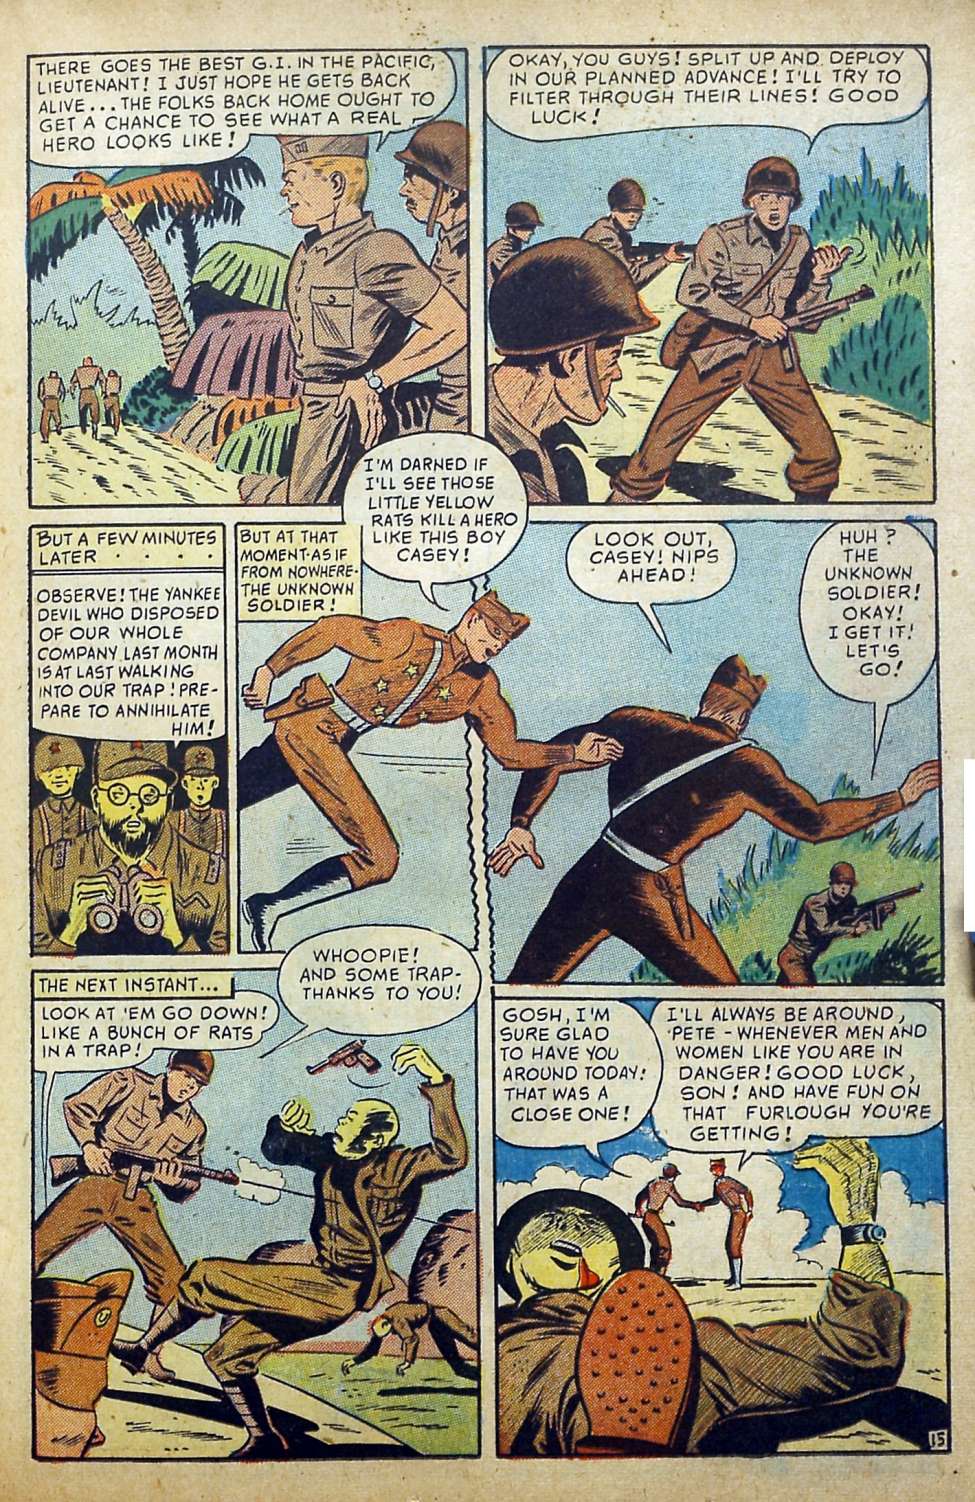 THERE GOES THE BEST G.I. IN THE PACIFIC,
LIEUTENANT! I JUST HOPE HE GETS BACK
ALIVE... THE FOLKS BACK HOME OUGHT TO
GET A CHANCE TO SEE WHAT A REAL
HERO LOOKS LIKE!
OKAY, YOU GUYS! SPLIT UP AND DEPLOY
IN OUR PLANNED ADVANCE! I'LL TRY TO
FILTER THROUGH THEIR LINES! GOOD
LUCK!
BUT A FEW MINUTES
LATER . . . .
OBSERVE! THE YANKEE
DEVIL WHO DISPOSED
OF OUR WHOLE
COMPANY LAST MONTH
IS AT LAST WALKING
INTO OUR TRAP! PRE-
PARE TO ANNIHILATE
HIM!
BUT AT THAT
MOMENT-AS IF
FROM NOWHERE-
THE UNKNOWN
SOLDIER!
I'M DARNED IF
I'LL SEE THOSE
LITTLE YELLOW
RATS KILL A HERO
LIKE THIS BOY
CASEY!
LOOK OUT,
CASEY! NIPS
AHEAD!
HUH?
THE
UNKNOWN
SOLDIER!
OKAY!
I GET IT!
LET'S
GO!
THE NEXT INSTANT...
LOOK AT 'EM GO DOWN!
LIKE A BUNCH OF RATS
IN A TRAP!
WHOOPIE!
AND SOME TRAP-
THANKS TO YOU!
GOSH, I'M
SURE GLAD
TO HAVE YOU
AROUND TODAY!
THAT WAS A
CLOSE ONE!
I'LL ALWAYS BE AROUND,
PETE - WHENEVER MEN AND
WOMEN LIKE YOU ARE IN
DANGER! GOOD LUCK,
SON! AND HAVE FUN ON
THAT FURLOUGH YOU'RE
GETTING!
15